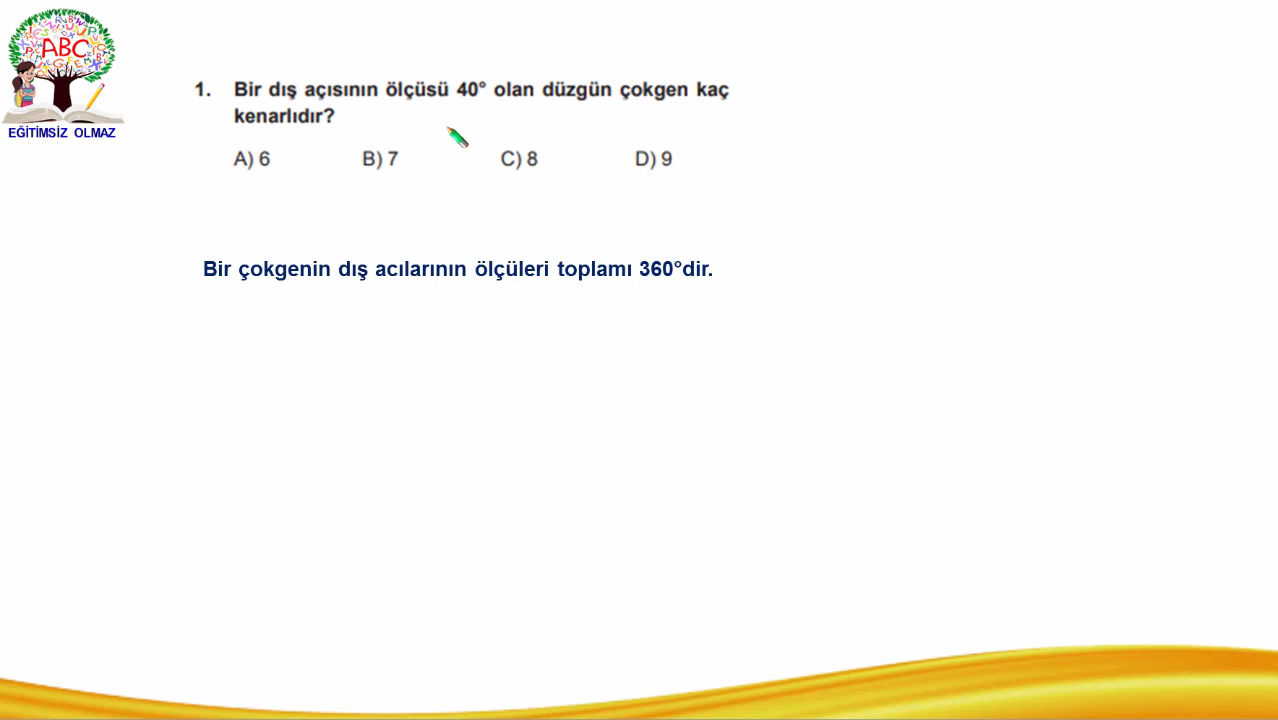 ABC
EĞİTİMSİZ OLMAZ
1. Bir dış açısının ölçüsü 40° olan düzgün çokgen kaç
kenarlıdır?
A) 6 B) 7 C) 8 D) 9
Bir çokgenin dış acılarının ölçüleri toplamı 360°dir.